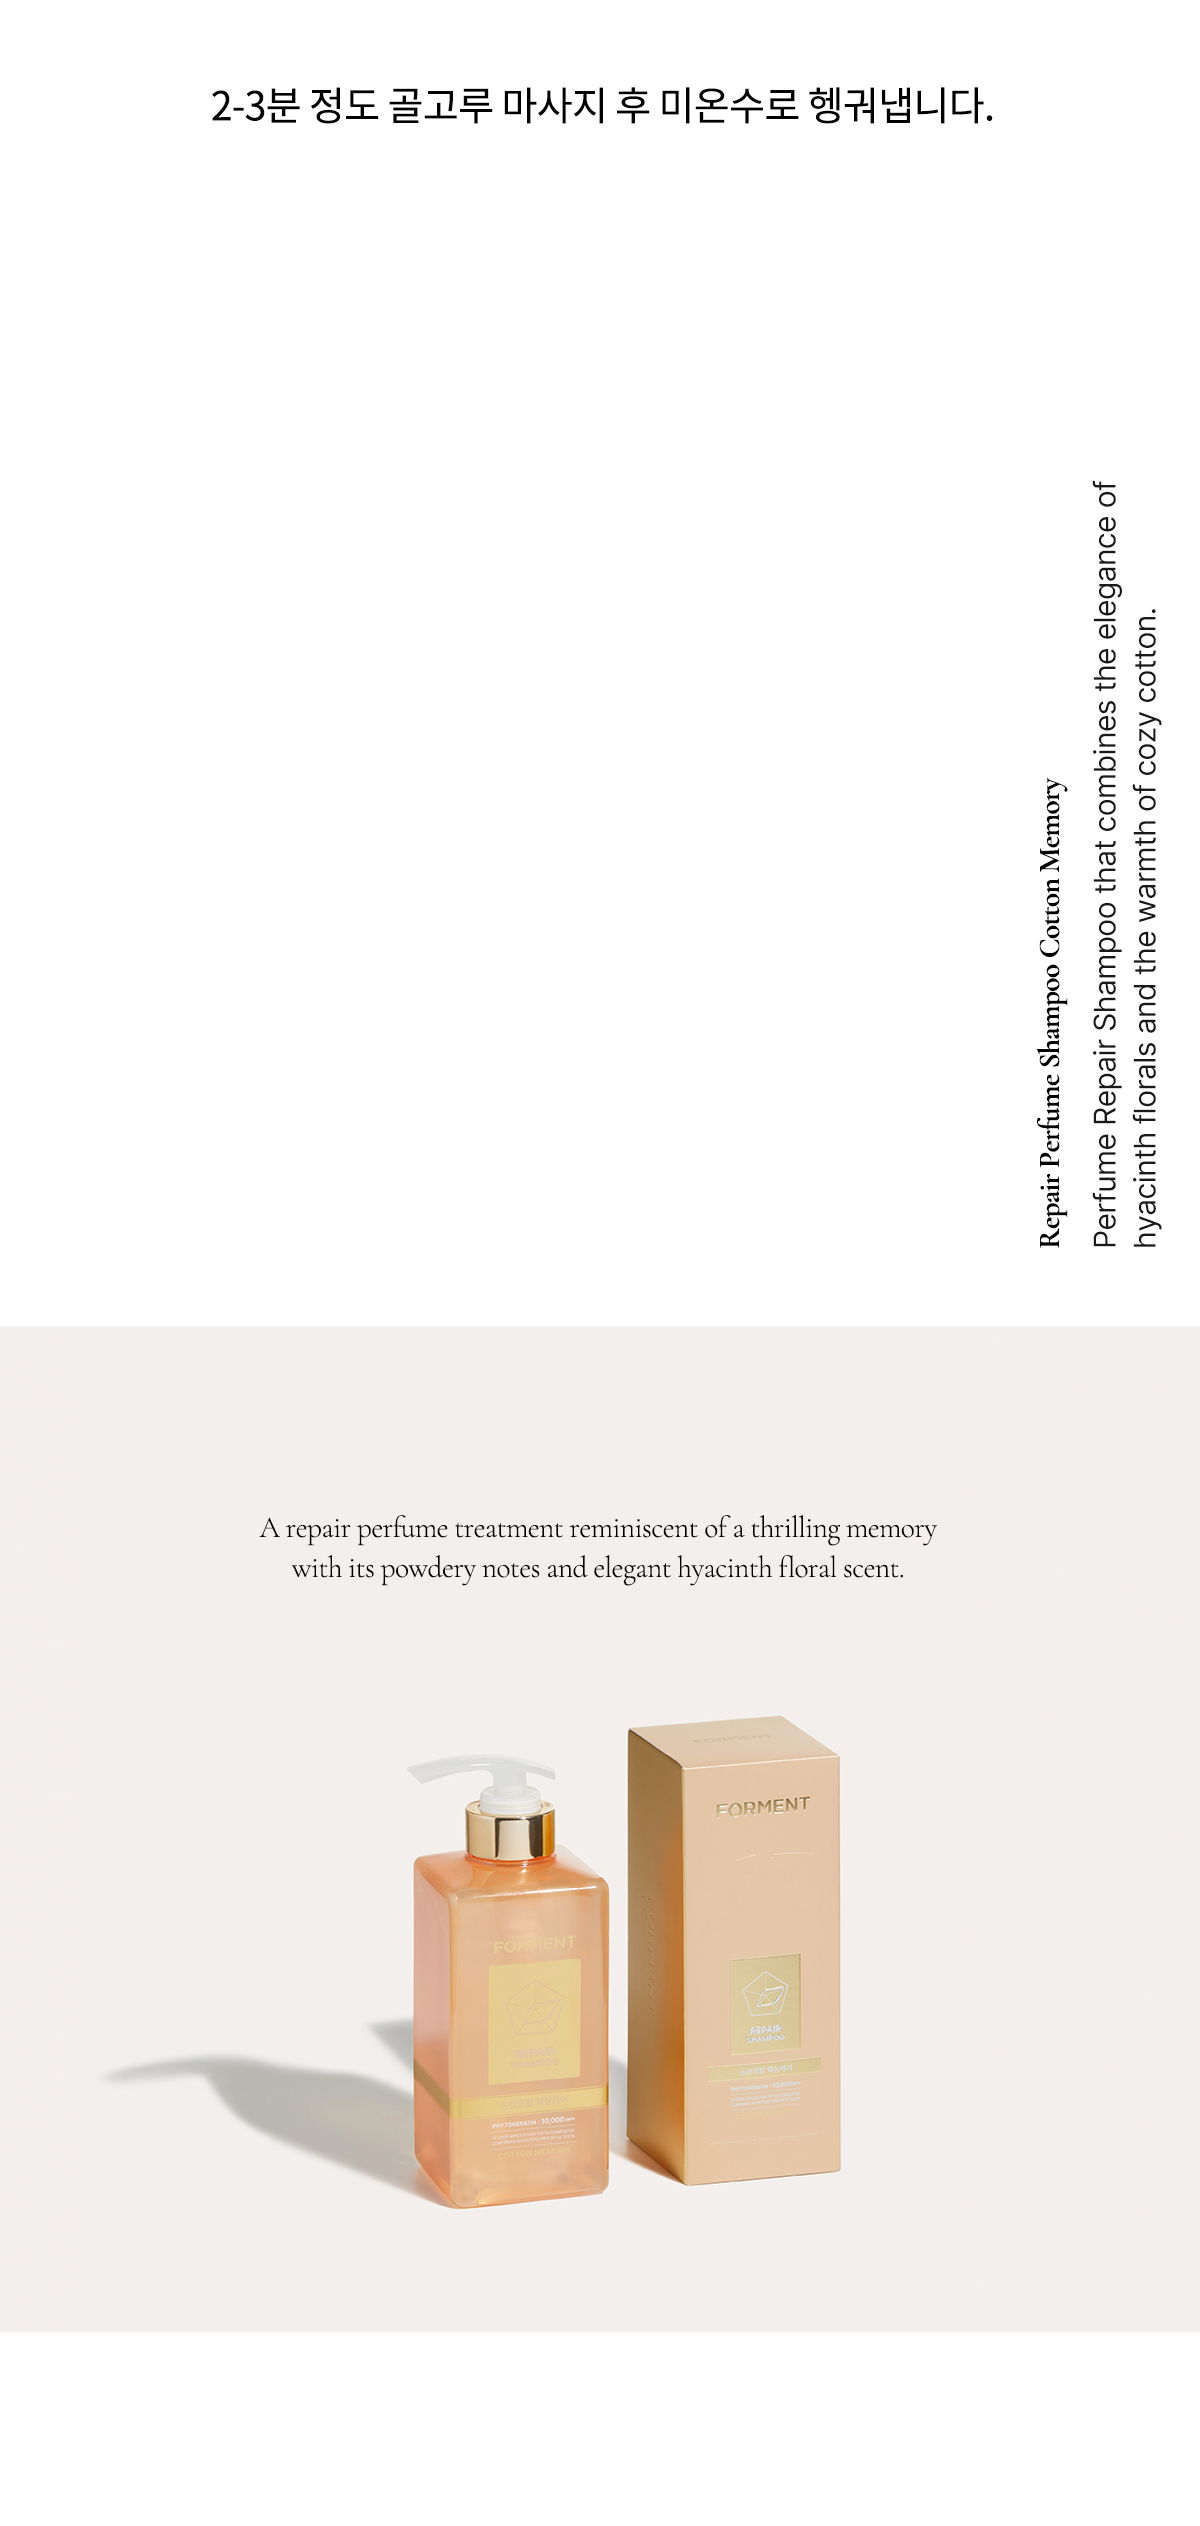 2-3분 정도 골고루 마사지 후 미온수로 헹궈냅니다.
Repair Perfume Shampoo Cotton Memory
Perfume Repair Shampoo that combines the elegance of
hyacinth florals and the warmth of cozy cotton.
A repair perfume treatment reminiscent of a thrilling memory
with its powdery notes and elegant hyacinth floral scent.
FORMENT
REPAIR
SHAMPOO
PHYTOKERATIN : 10,000ppm
COTTON MEMORY
FORMENT
FORMENT
REPAIR
SHAMPOO
PHYTOKERATIN : 10,000ppm